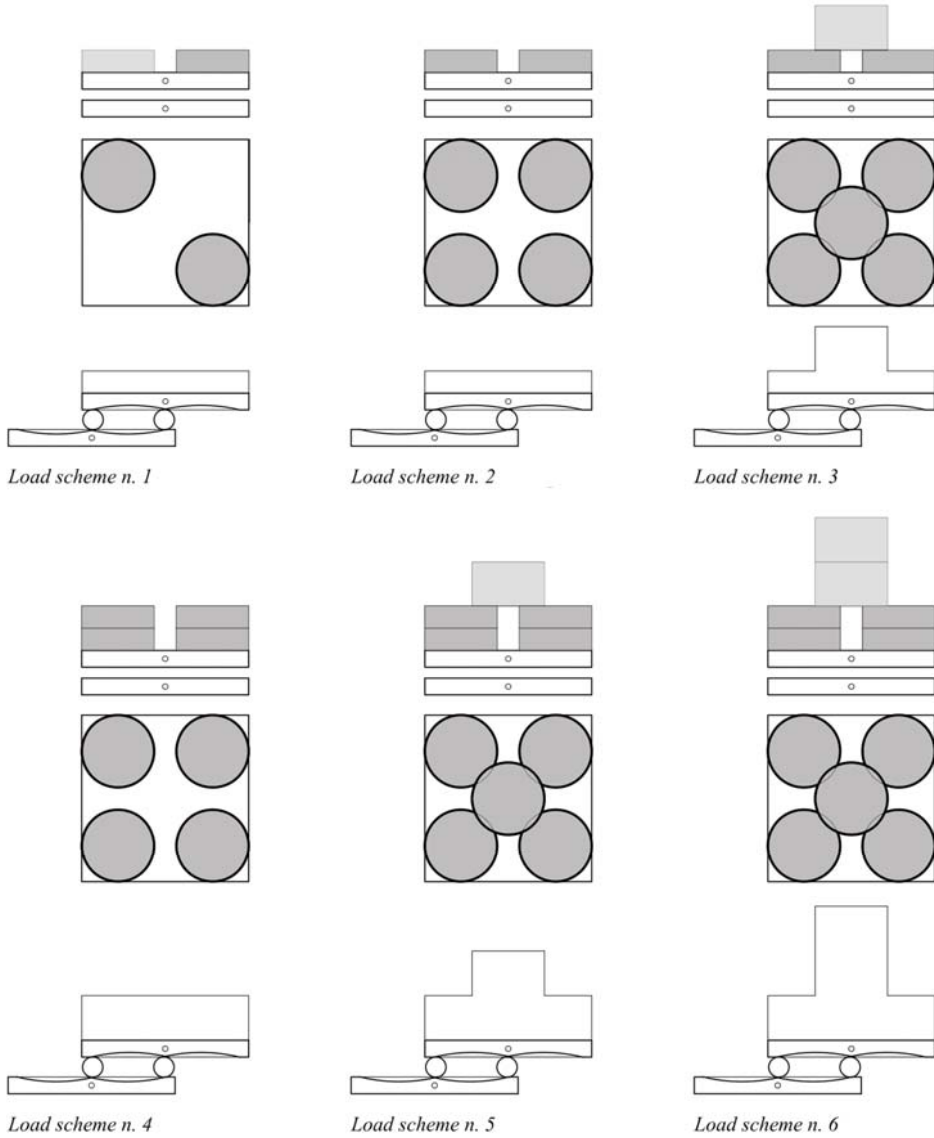 Load scheme n. 1
Load scheme n. 2
Load scheme n. 3
Load scheme n. 4
Load scheme n. 5
Load scheme n. 6